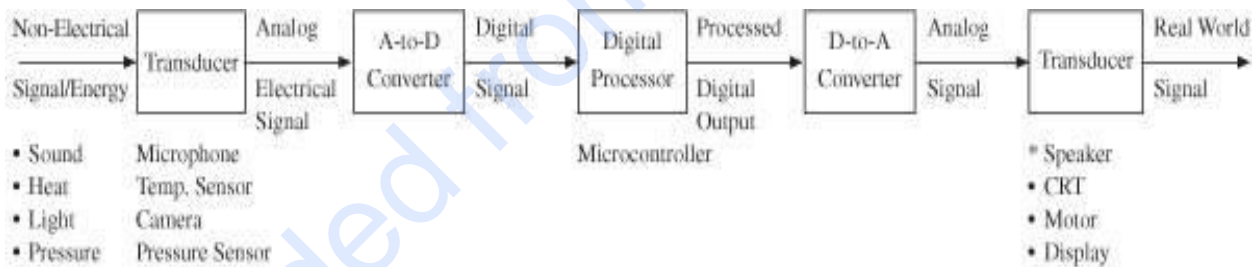 Non-Electrical
Signal/Energy
Transducer
Analog
Electrical
Signal
A-to-D
Converter
Digital
Signal
Digital
Processor
Processed
Digital
Output
D-to-A
Converter
Analog
Signal
Transducer
Real World
Signal
• Sound Microphone
• Heat Temp. Sensor
• Light Camera
• Pressure Pressure Sensor
Microcontroller
* Speaker
• CRT
• Motor
• Display